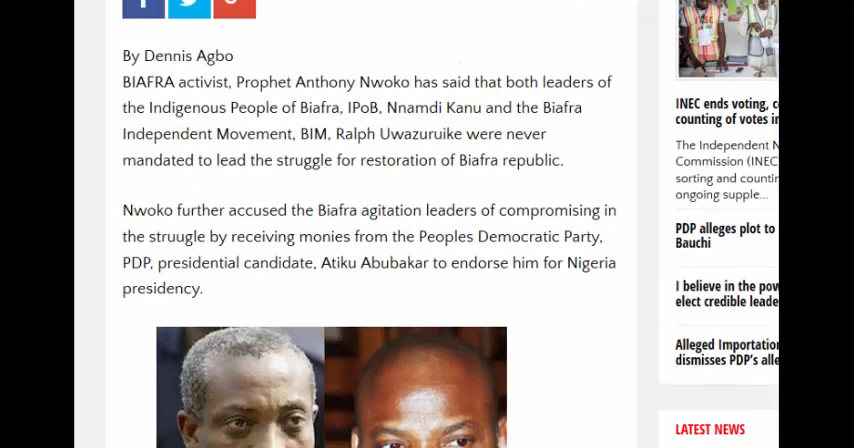 By Dennis Agbo
BIAFRA activist, Prophet Anthony Nwoko has said that both leaders of
the Indigenous People of Biafra, IPoB, Nnamdi Kanu and the Biafra
Independent Movement, BIM, Ralph Uwazuruike were never
mandated to lead the struggle for restoration of Biafra republic.
Nwoko further accused the Biafra agitation leaders of compromising in
the struugle by receiving monies from the Peoples Democratic Party,
PDP, presidential candidate, Atiku Abubakar to endorse him for Nigeria
presidency.
INEC ends voting, c
counting of votes in
The Independent N
Commission (INEC
sorting and countin
ongoing supple...
PDP alleges plot to
Bauchi
I believe in the pow
elect credible leade
Alleged Importation
dismisses PDP's alle
LATEST NEWS